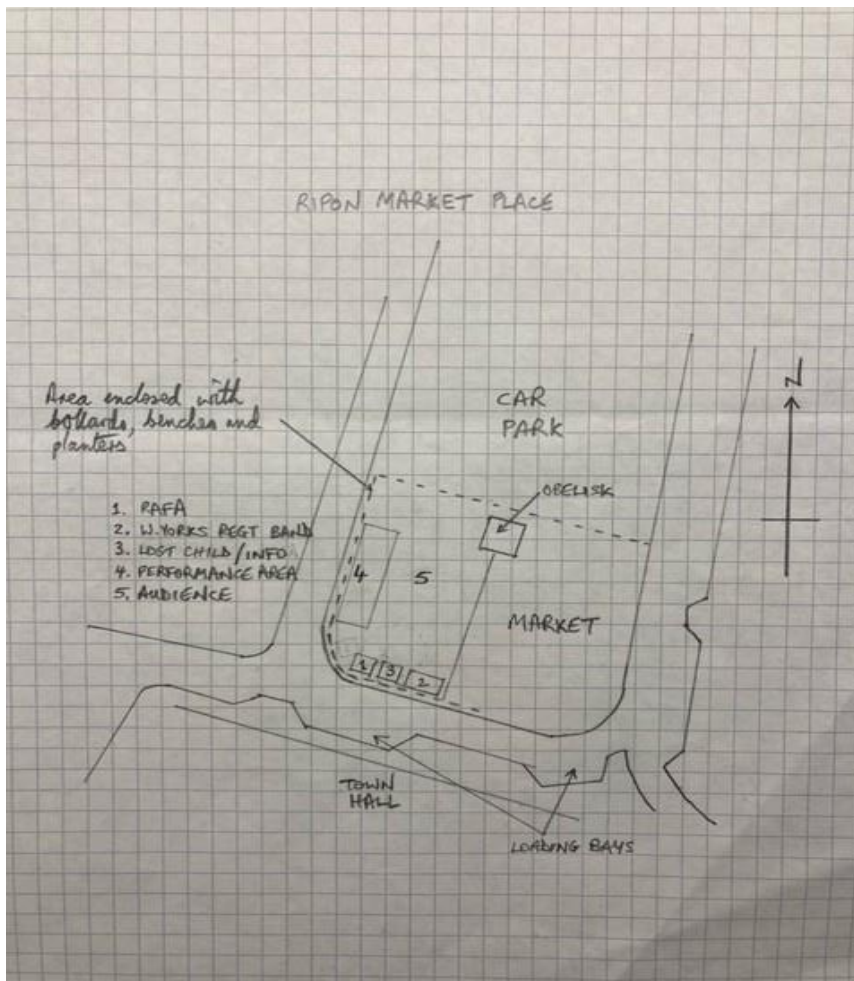 RIPON MARKET PLACE
Area enclosed with
bollards, benches and
planters
CAR
PARK
N
OBELISK
1. RAFA
2. W.YORKS REGT BAND
3. LOST CHILD/INFO
4. PERFORMANCE AREA
5. AUDIENCE
4
5
MARKET
1
3
2
TOWN
HALL
LOADING BAYS